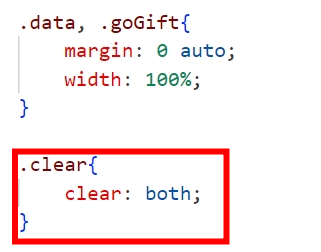 .data, .goGift{
    margin: 0 auto;
    width: 100%;
}

.clear{
    clear: both;
}